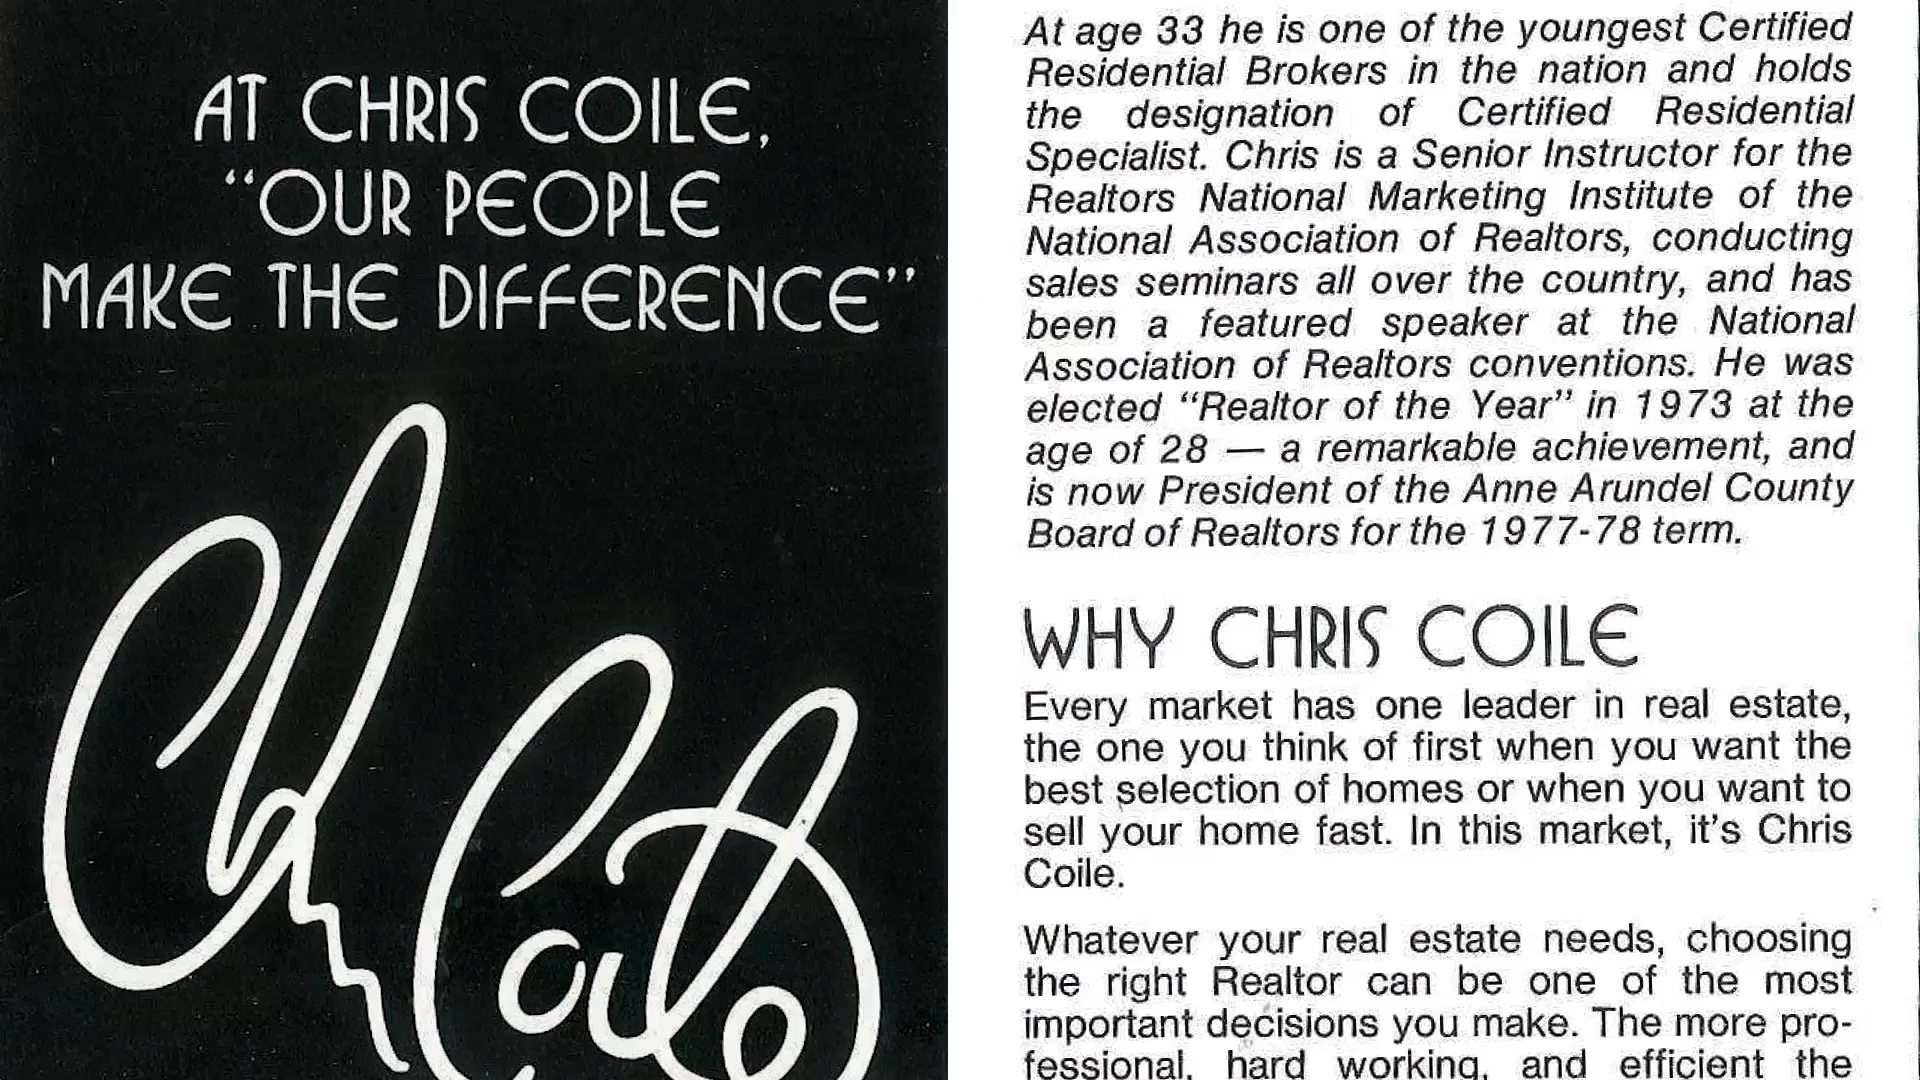 AT CHRIS COILE,
“OUR PEOPLE
MAKE THE DIFFERENCE”
Chris Coile
At age 33 he is one of the youngest Certified
Residential Brokers in the nation and holds
the designation of Certified Residential
Specialist. Chris is a Senior Instructor for the
Realtors National Marketing Institute of the
National Association of Realtors, conducting
sales seminars all over the country, and has
been a featured speaker at the National
Association of Realtors conventions. He was
elected “Realtor of the Year” in 1973 at the
age of 28 — a remarkable achievement, and
is now President of the Anne Arundel County
Board of Realtors for the 1977-78 term.
WHY CHRIS COILE
Every market has one leader in real estate,
the one you think of first when you want the
best selection of homes or when you want to
sell your home fast. In this market, it’s Chris
Coile.
Whatever your real estate needs, choosing
the right Realtor can be one of the most
important decisions you make. The more pro-
fessional, hard working, and efficient the